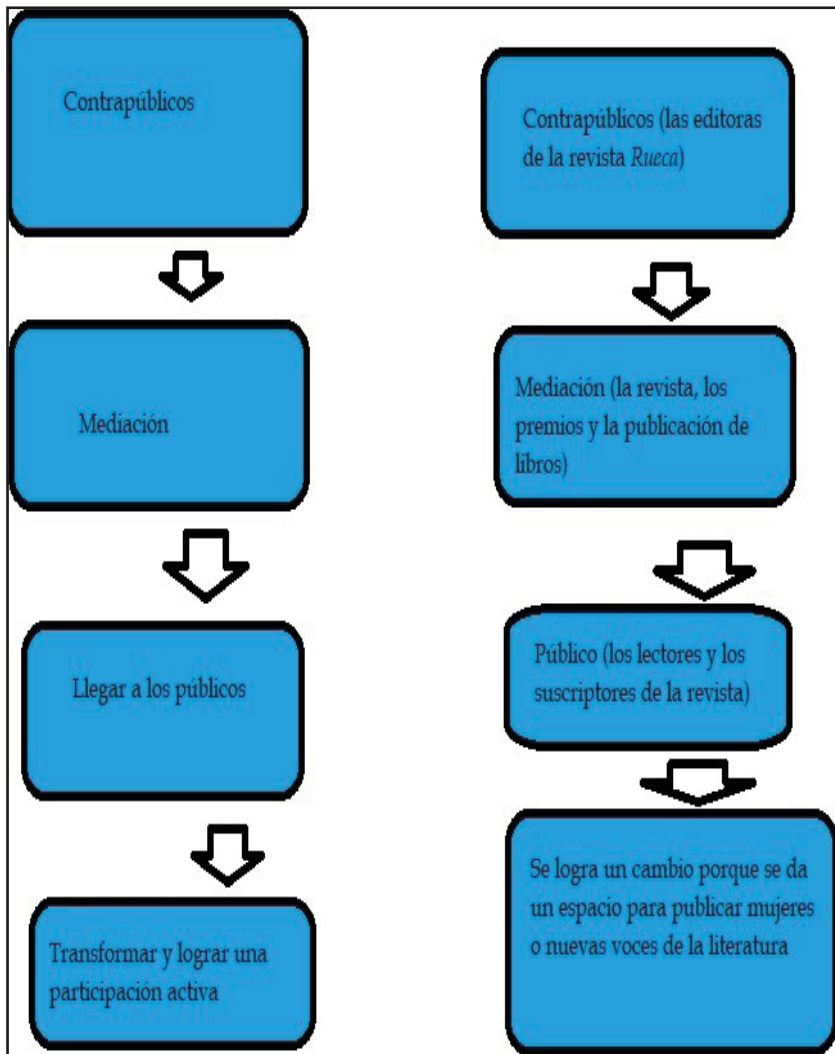 Contrapúblicos
Mediación
Llegar a los públicos
Transformar y lograr una
participación activa
Contrapúblicos (las editoras
de la revista Rueca)
Mediación (la revista, los
premios y la publicación de
libros)
Público (los lectores y los
suscriptores de la revista)
Se logra un cambio porque se da
un espacio para publicar mujeres
o nuevas voces de la literatura